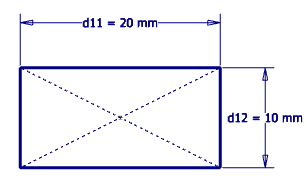 d11 = 20 mm
d12 = 10 mm